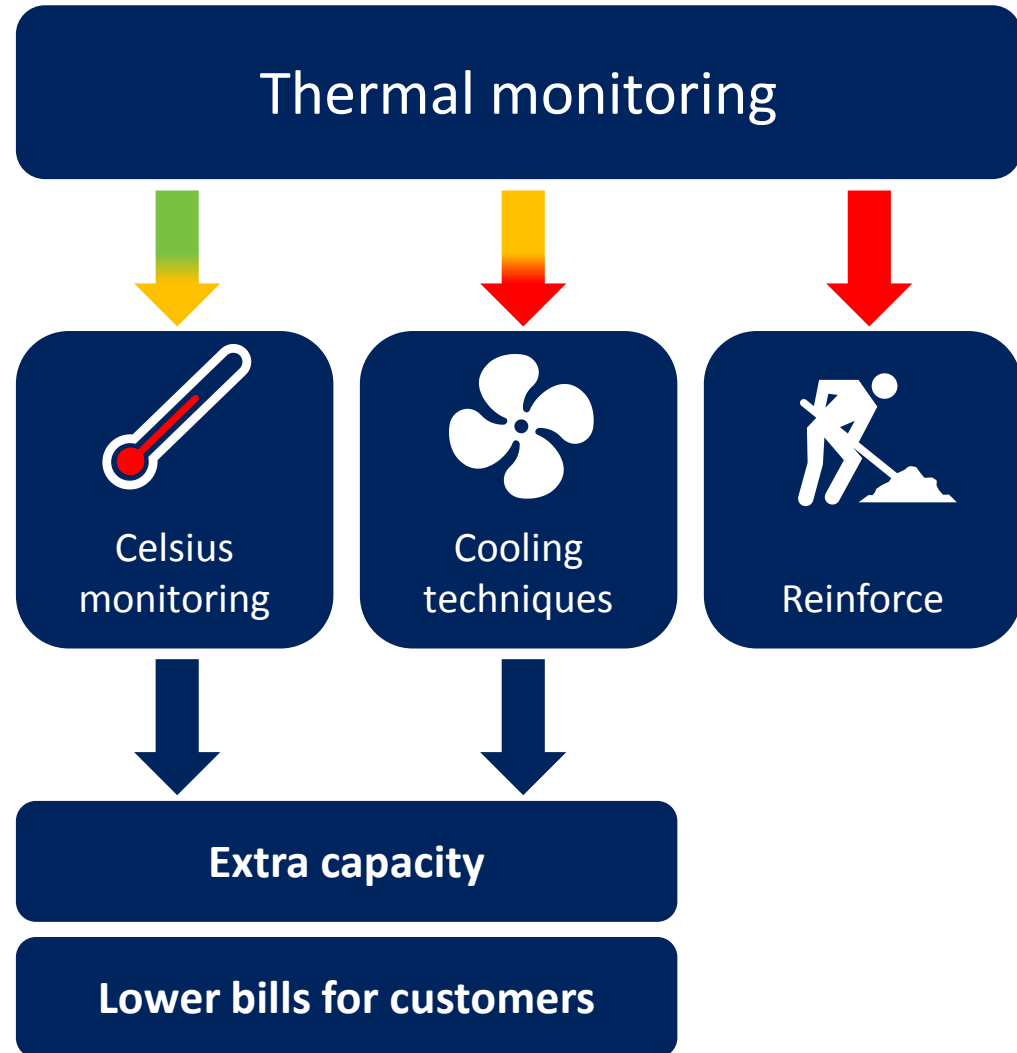 Thermal monitoring
Celsius
monitoring
Cooling
techniques
Reinforce
Extra capacity
Lower bills for customers